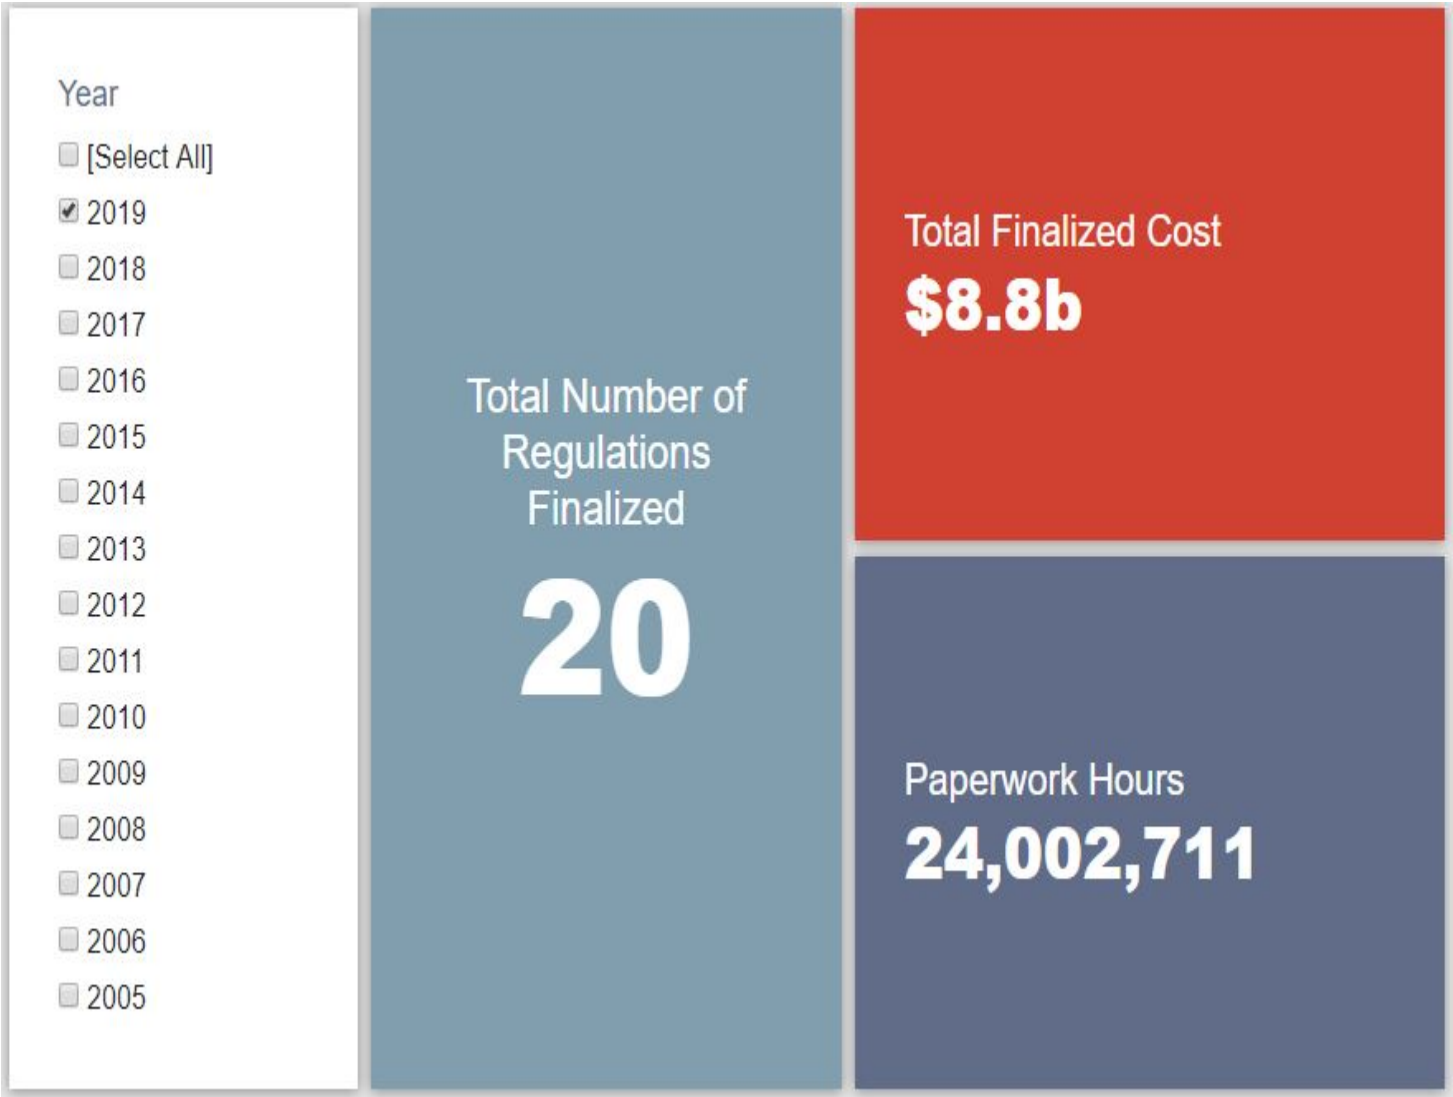 Year
[Select All]
2019
2018
2017
2016
2015
2014
2013
2012
2011
2010
2009
2008
2007
2006
2005
Total Number of
Regulations
Finalized
20
Total Finalized Cost
$8.8b
Paperwork Hours
24,002,711